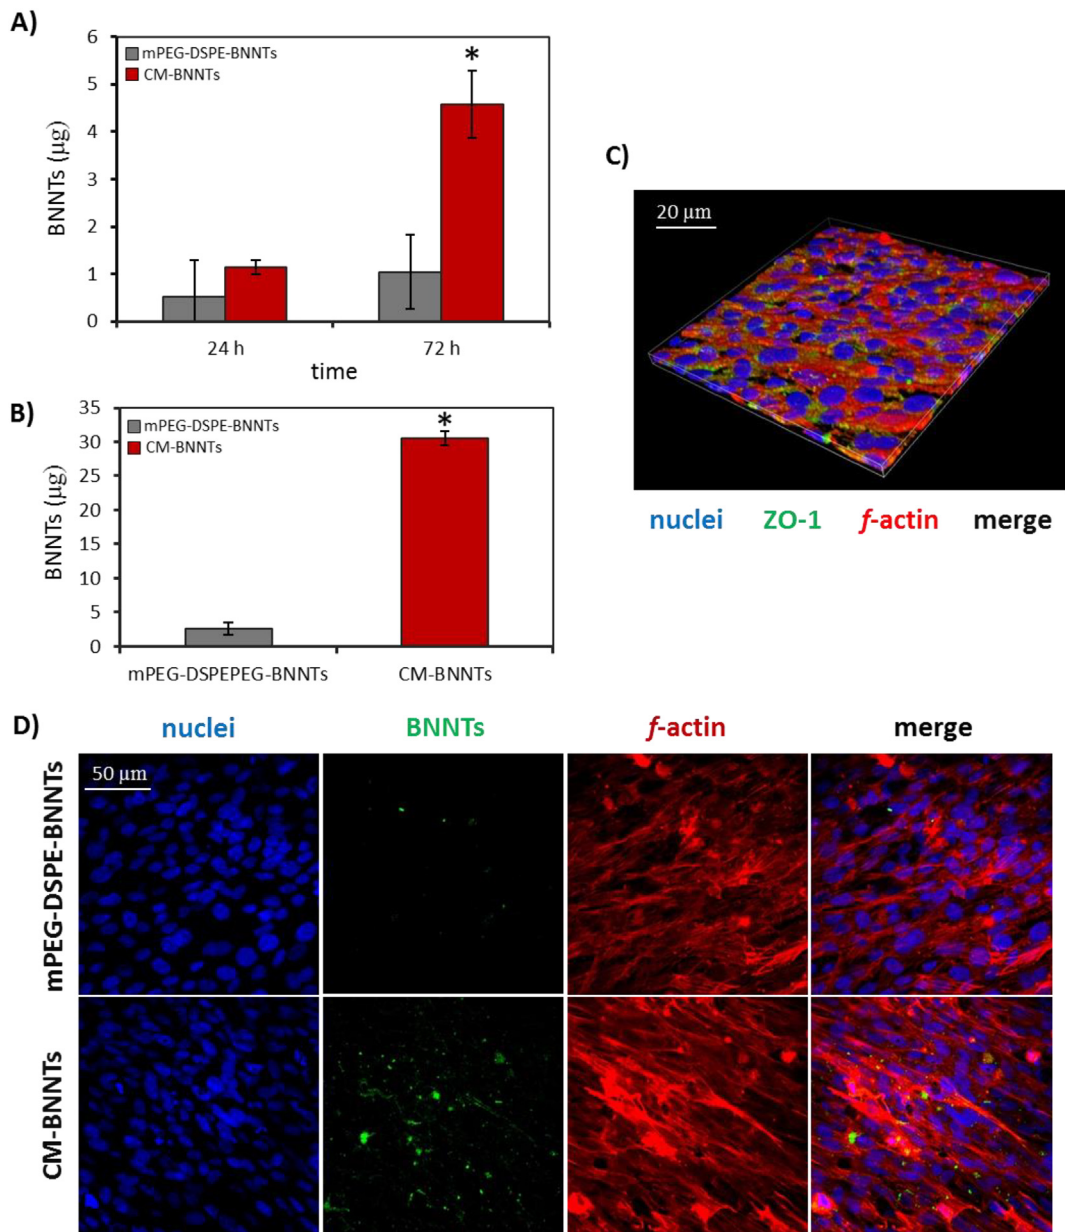 A)
6
5
4
3
2
1
0
BNNTs (µg)
mPEG-DSPE-BNNTs
CM-BNNTs
*
24 h
72 h
time
B)
35
30
25
20
15
10
5
0
BNNTs (µg)
mPEG-DSPE-BNNTs
CM-BNNTs
*
mPEG-DSPEPEG-BNNTs
CM-BNNTs
C)
20 µm
nuclei ZO-1 f-actin merge
D)
nuclei BNNTs f-actin merge
50 µm
mPEG-DSPE-BNNTs
CM-BNNTs